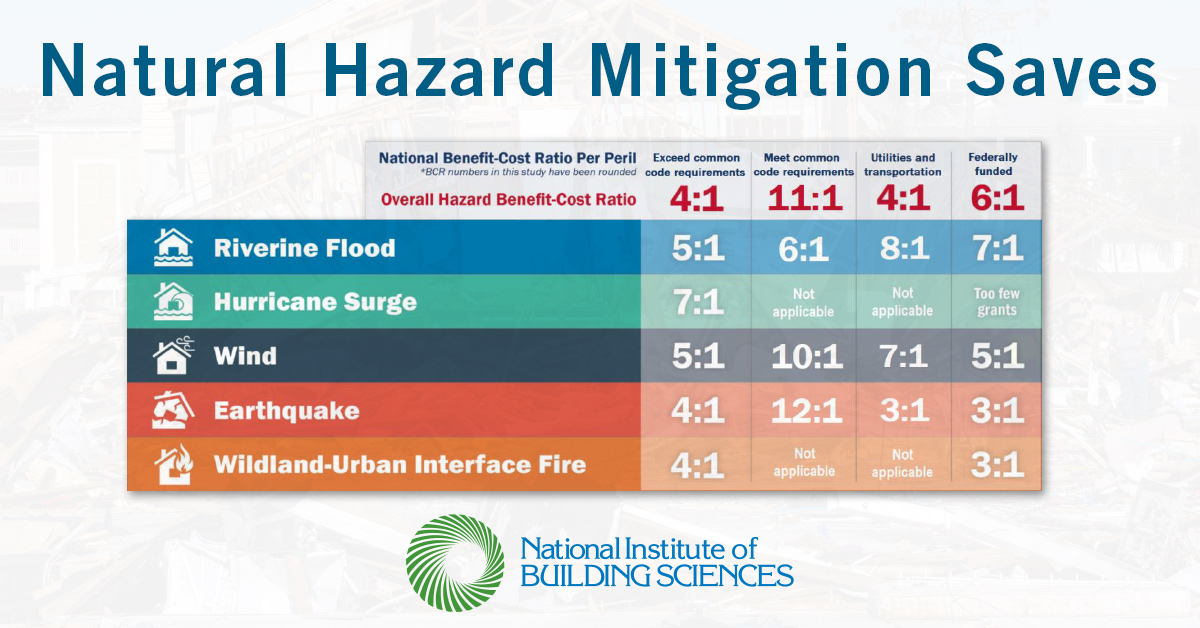 Natural Hazard Mitigation Saves
National Benefit-Cost Ratio Per Peril
*BCR numbers in this study have been rounded
Exceed common
code requirements
Meet common
code requirements
Utilities and
transportation
Federally
funded
Overall Hazard Benefit-Cost Ratio 4:1 11:1 4:1 6:1
Riverine Flood 5:1 6:1 8:1 7:1
Hurricane Surge 7:1
Not
applicable
Not
applicable
Too few
grants
Wind 5:1 10:1 7:1 5:1
Earthquake 4:1 12:1 3:1 3:1
Wildland-Urban Interface Fire 4:1
Not
applicable
Not
applicable
3:1
National Institute of
BUILDING SCIENCES